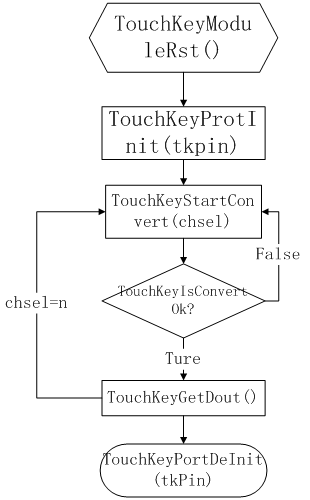 TouchKeyModu
leRst()
TouchKeyProtI
nit(tkpin)
TouchKeyStartCon
vert(chsel)
False
TouchKeyIsConvert
Ok?
chsel=n
Ture
TouchKeyGetDout()
TouchKeyPortDeInit
(tkPin)